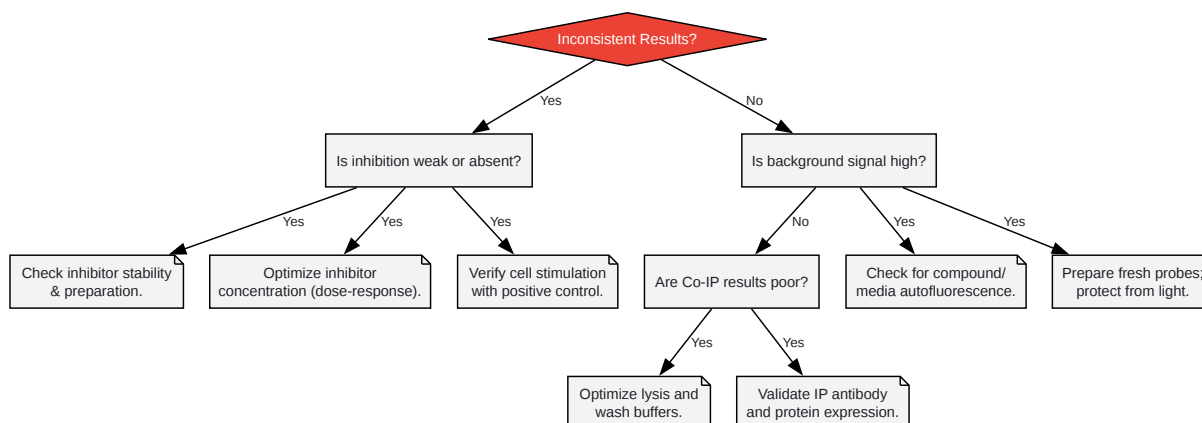 Inconsistent Results?
Yes
No
Is inhibition weak or absent?
Is background signal high?
Yes
Yes
Yes
No
Yes
Yes
Check inhibitor stability
& preparation.
Optimize inhibitor
concentration (dose-response).
Verify cell stimulation
with positive control.
Are Co-IP results poor?
Check for compound/
media autofluorescence.
Prepare fresh probes;
protect from light.
Yes
Yes
Optimize lysis and
wash buffers.
Validate IP antibody
and protein expression.